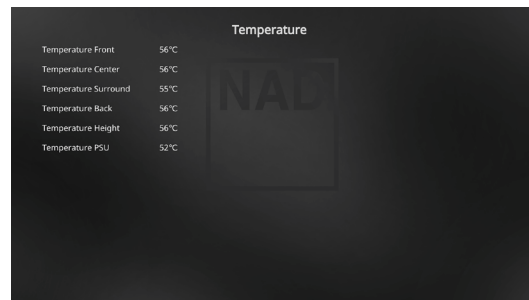 Temperature
Temperature Front 56°C
Temperature Center 56°C
Temperature Surround 55°C
Temperature Back 56°C
Temperature Height 56°C
Temperature PSU 52°C
NAD